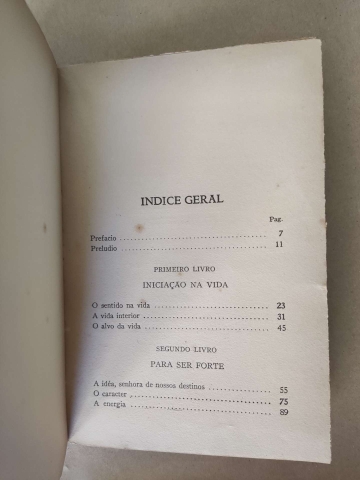 INDICE GERAL
Pag.
Prefacio ........................................ 7
Preludio ........................................ 11
PRIMEIRO LIVRO
INICIAÇÃO NA VIDA
O sentido na vida ........................................ 23
A vida interior ........................................ 31
O alvo da vida ........................................ 45
SEGUNDO LIVRO
PARA SER FORTE
A idéa, senhora de nossos destinos .................... 55
O caracter ........................................ 75
A energia ........................................ 89